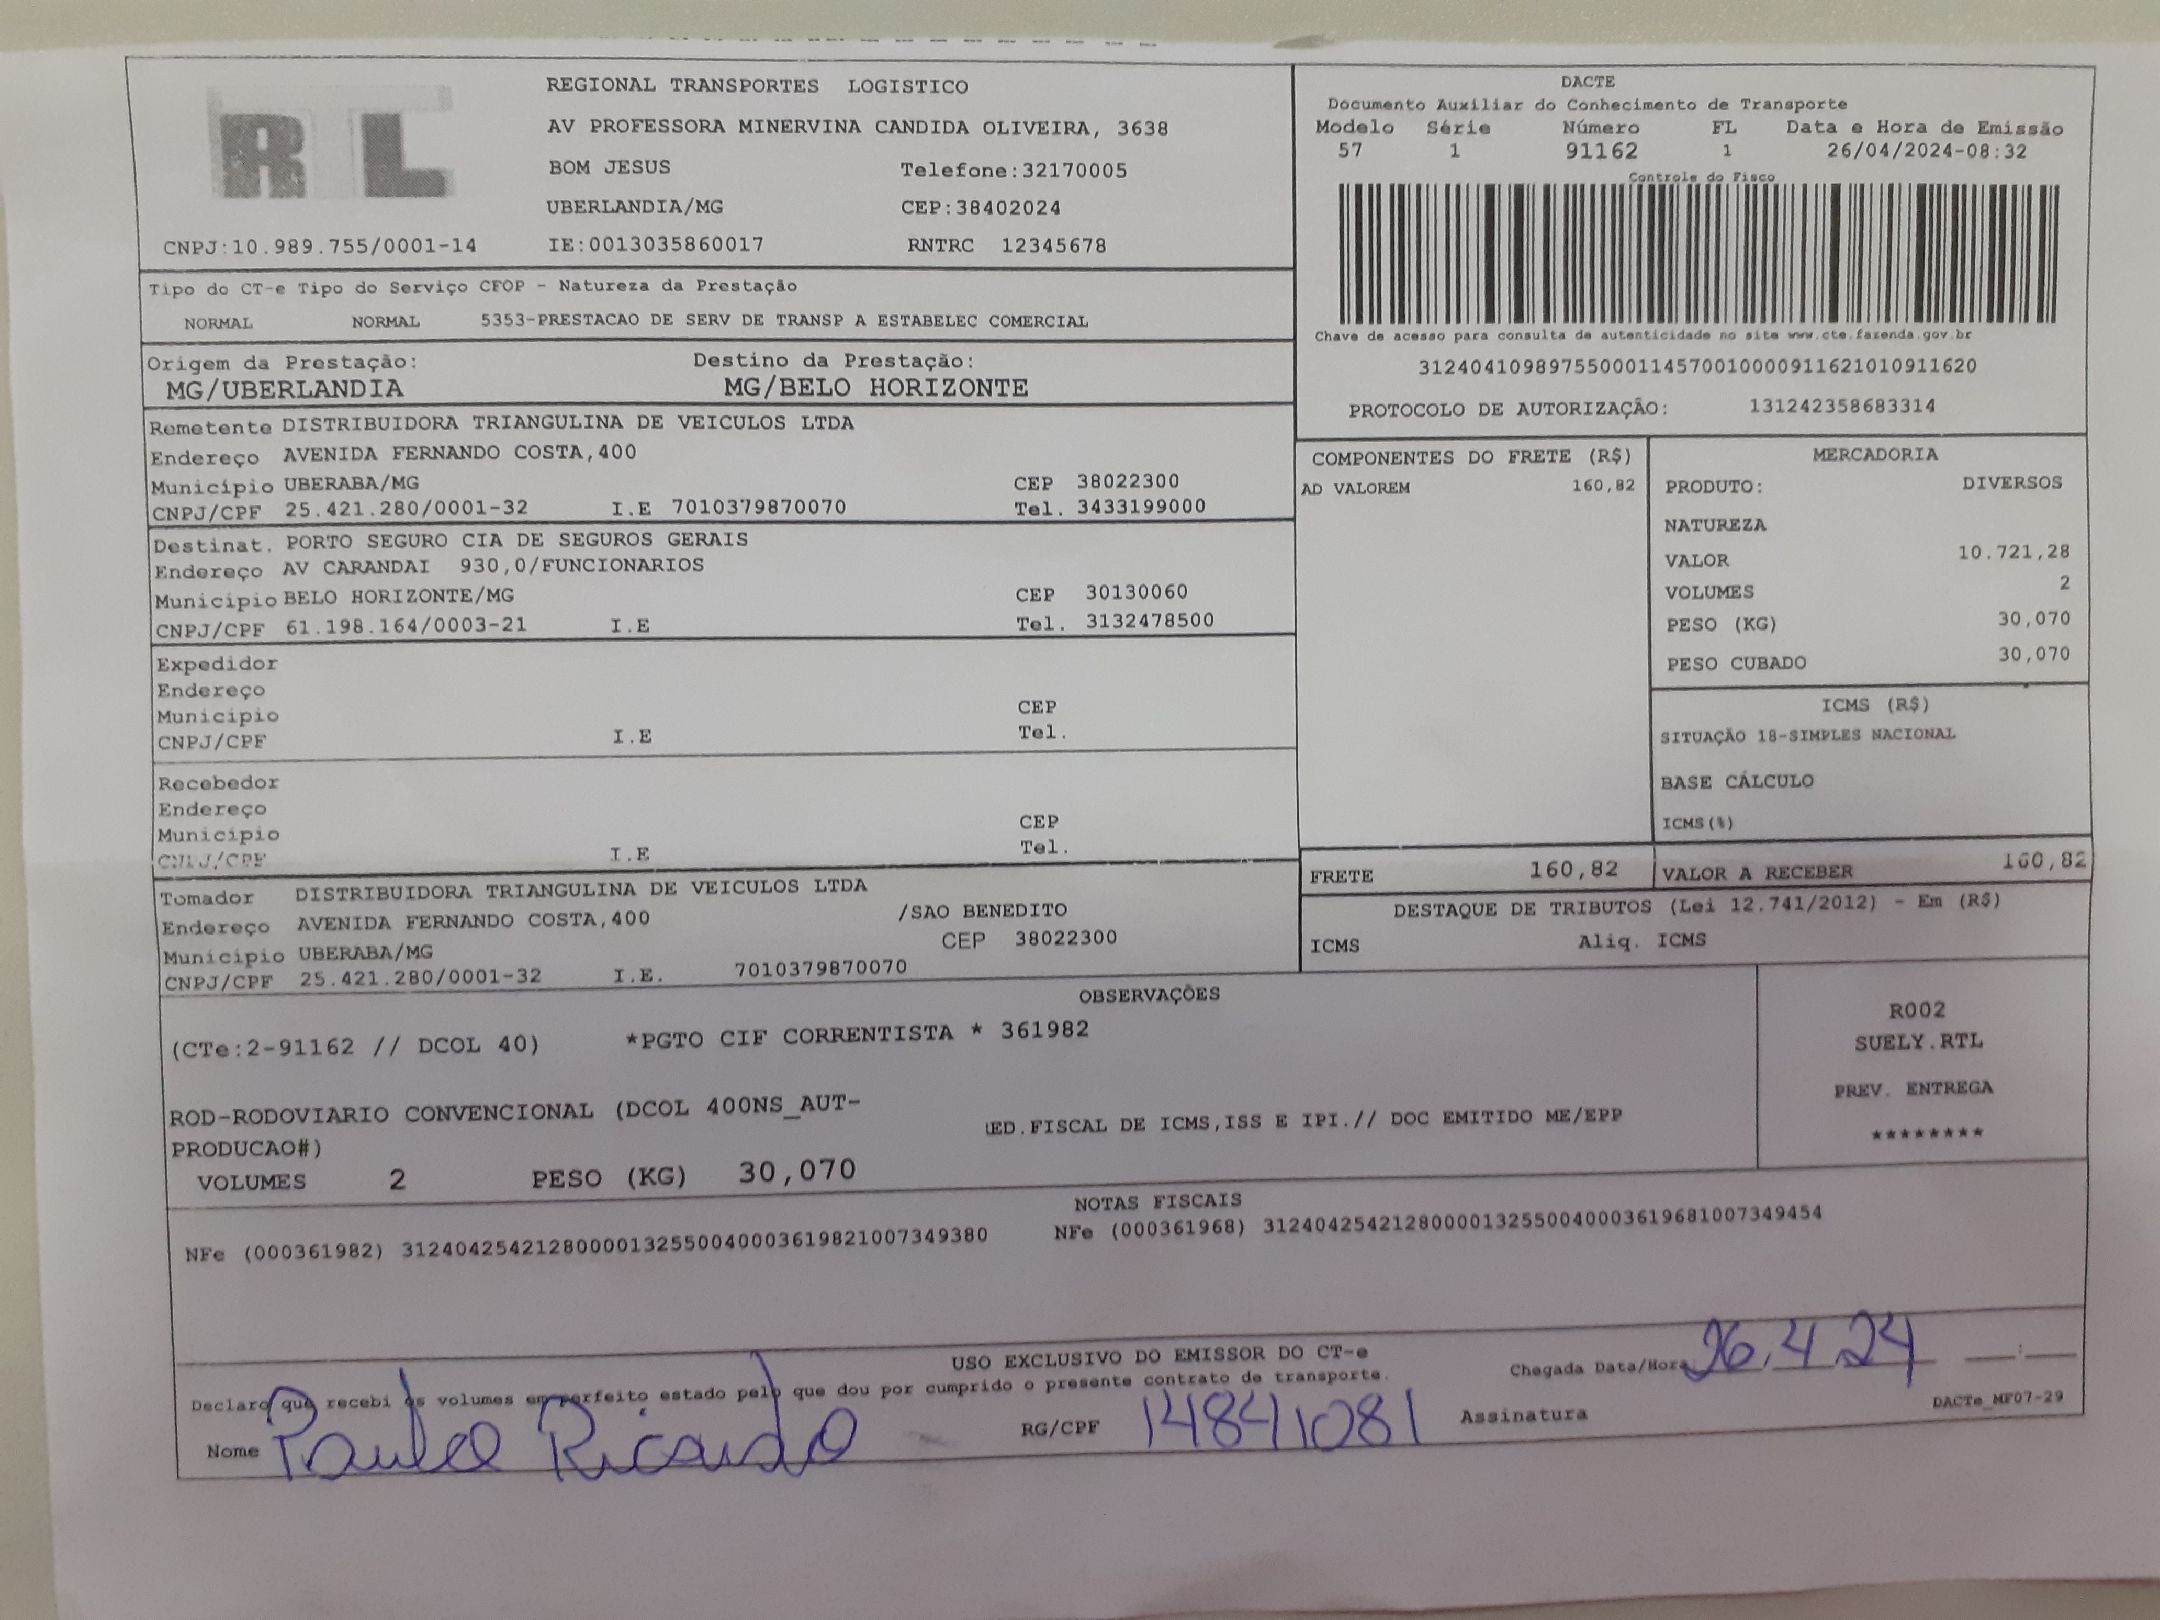 RTL
REGIONAL TRANSPORTES LOGISTICO
AV PROFESSORA MINERVINA CANDIDA OLIVEIRA, 3638
BOM JESUS Telefone:32170005
UBERLANDIA/MG CEP:38402024
CNPJ:10.989.755/0001-14 IE:0013035860017 RNTRC 12345678
DACTE
Documento Auxiliar do Conhecimento de Transporte
Modelo Série Número FL Data e Hora de Emissão
57 1 91162 1 26/04/2024-08:32
Controle do Fisco
Chave de acesso para consulta de autenticidade no site www.cte.fazenda.gov.br
31240410989755000114570010000911621010911620
PROTOCOLO DE AUTORIZAÇÃO: 131242358683314
Tipo do CT-e Tipo do Serviço CFOP - Natureza da Prestação
NORMAL NORMAL 5353-PRESTACAO DE SERV DE TRANSP A ESTABELEC COMERCIAL
Origem da Prestação: Destino da Prestação:
MG/UBERLANDIA MG/BELO HORIZONTE
Remetente DISTRIBUIDORA TRIANGULINA DE VEICULOS LTDA
Endereço AVENIDA FERNANDO COSTA,400
Município UBERABA/MG CEP 38022300
CNPJ/CPF 25.421.280/0001-32 I.E 7010379870070 Tel. 3433199000
Destinat. PORTO SEGURO CIA DE SEGUROS GERAIS
Endereço AV CARANDAI 930,0/FUNCIONARIOS
Município BELO HORIZONTE/MG CEP 30130060
CNPJ/CPF 61.198.164/0003-21 I.E Tel. 3132478500
Expedidor
Endereço
Município CEP
CNPJ/CPF I.E Tel.
Recebedor
Endereço
Município CEP
CNPJ/CPF I.E Tel.
Tomador DISTRIBUIDORA TRIANGULINA DE VEICULOS LTDA
Endereço AVENIDA FERNANDO COSTA,400 /SAO BENEDITO
Município UBERABA/MG CEP 38022300
CNPJ/CPF 25.421.280/0001-32 I.E. 7010379870070
COMPONENTES DO FRETE (R$)
AD VALOREM 160,82
MERCADORIA
PRODUTO: DIVERSOS
NATUREZA
VALOR 10.721,28
VOLUMES 2
PESO (KG) 30,070
PESO CUBADO 30,070
ICMS (R$)
SITUAÇÃO 18-SIMPLES NACIONAL
BASE CÁLCULO
ICMS(%)
FRETE 160,82 VALOR A RECEBER 160,82
DESTAQUE DE TRIBUTOS (Lei 12.741/2012) - Em (R$)
ICMS Aliq. ICMS
OBSERVAÇÕES
(CTe:2-91162 // DCOL 40) *PGTO CIF CORRENTISTA * 361982
ROD-RODOVIARIO CONVENCIONAL (DCOL 400NS_AUT-
PRODUCAO#)
ED.FISCAL DE ICMS,ISS E IPI.// DOC EMITIDO ME/EPP
VOLUMES 2 PESO (KG) 30,070
R002
SUELY.RTL
PREV. ENTREGA
********
NOTAS FISCAIS
NFe (000361982) 31240425421280000132550040003619821007349380 NFe (000361968) 31240425421280000132550040003619681007349454
USO EXCLUSIVO DO EMISSOR DO CT-e
Declaro que recebi os volumes em perfeito estado pelo que dou por cumprido o presente contrato de transporte.
Chegada Data/Hora 26.4.24 __:__
Nome Paulo Ricardo RG/CPF 14841081 Assinatura
DACTe_MF07-29